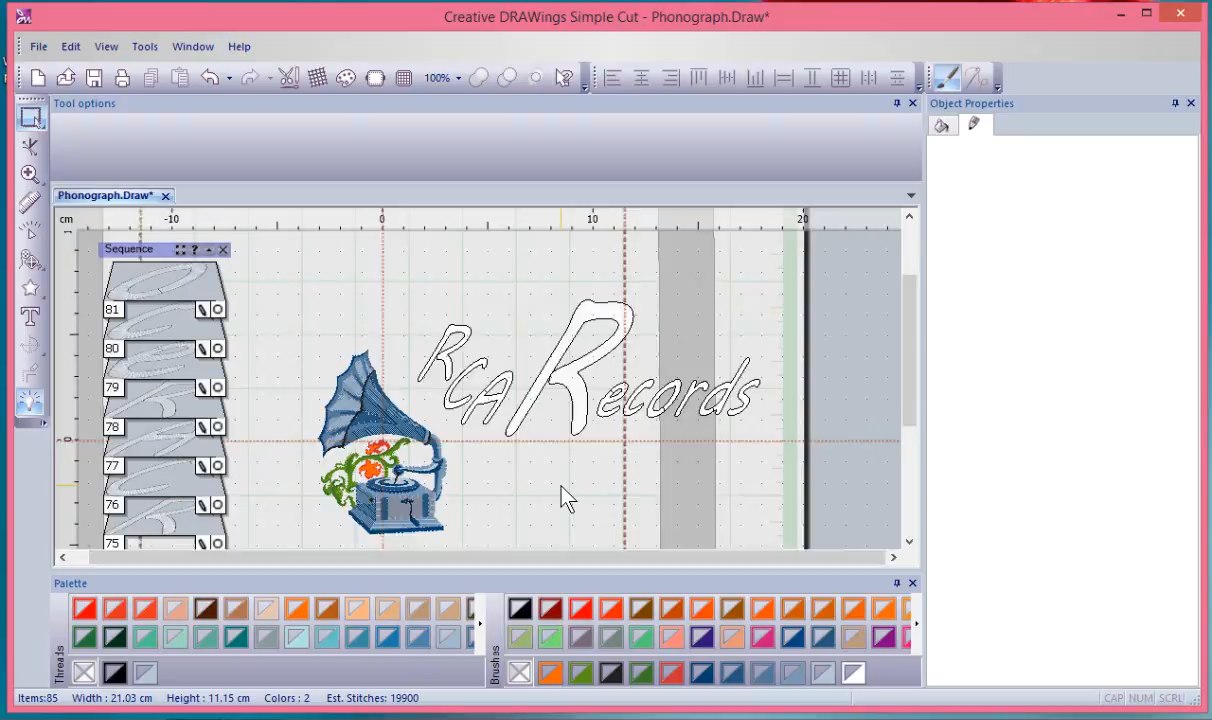 Creative DRAWings Simple Cut - Phonograph.Draw*
File Edit View Tools Window Help
100%
Tool options
Object Properties
Phonograph.Draw*
cm -10 0 10 20
Sequence
81
80
79
78
77
76
75
0
RCA Records
Palette
Threads
Brushes
Items:85 Width : 21.03 cm Height : 11.15 cm Colors : 2 Est. Stitches: 19900 CAP NUM SCRL